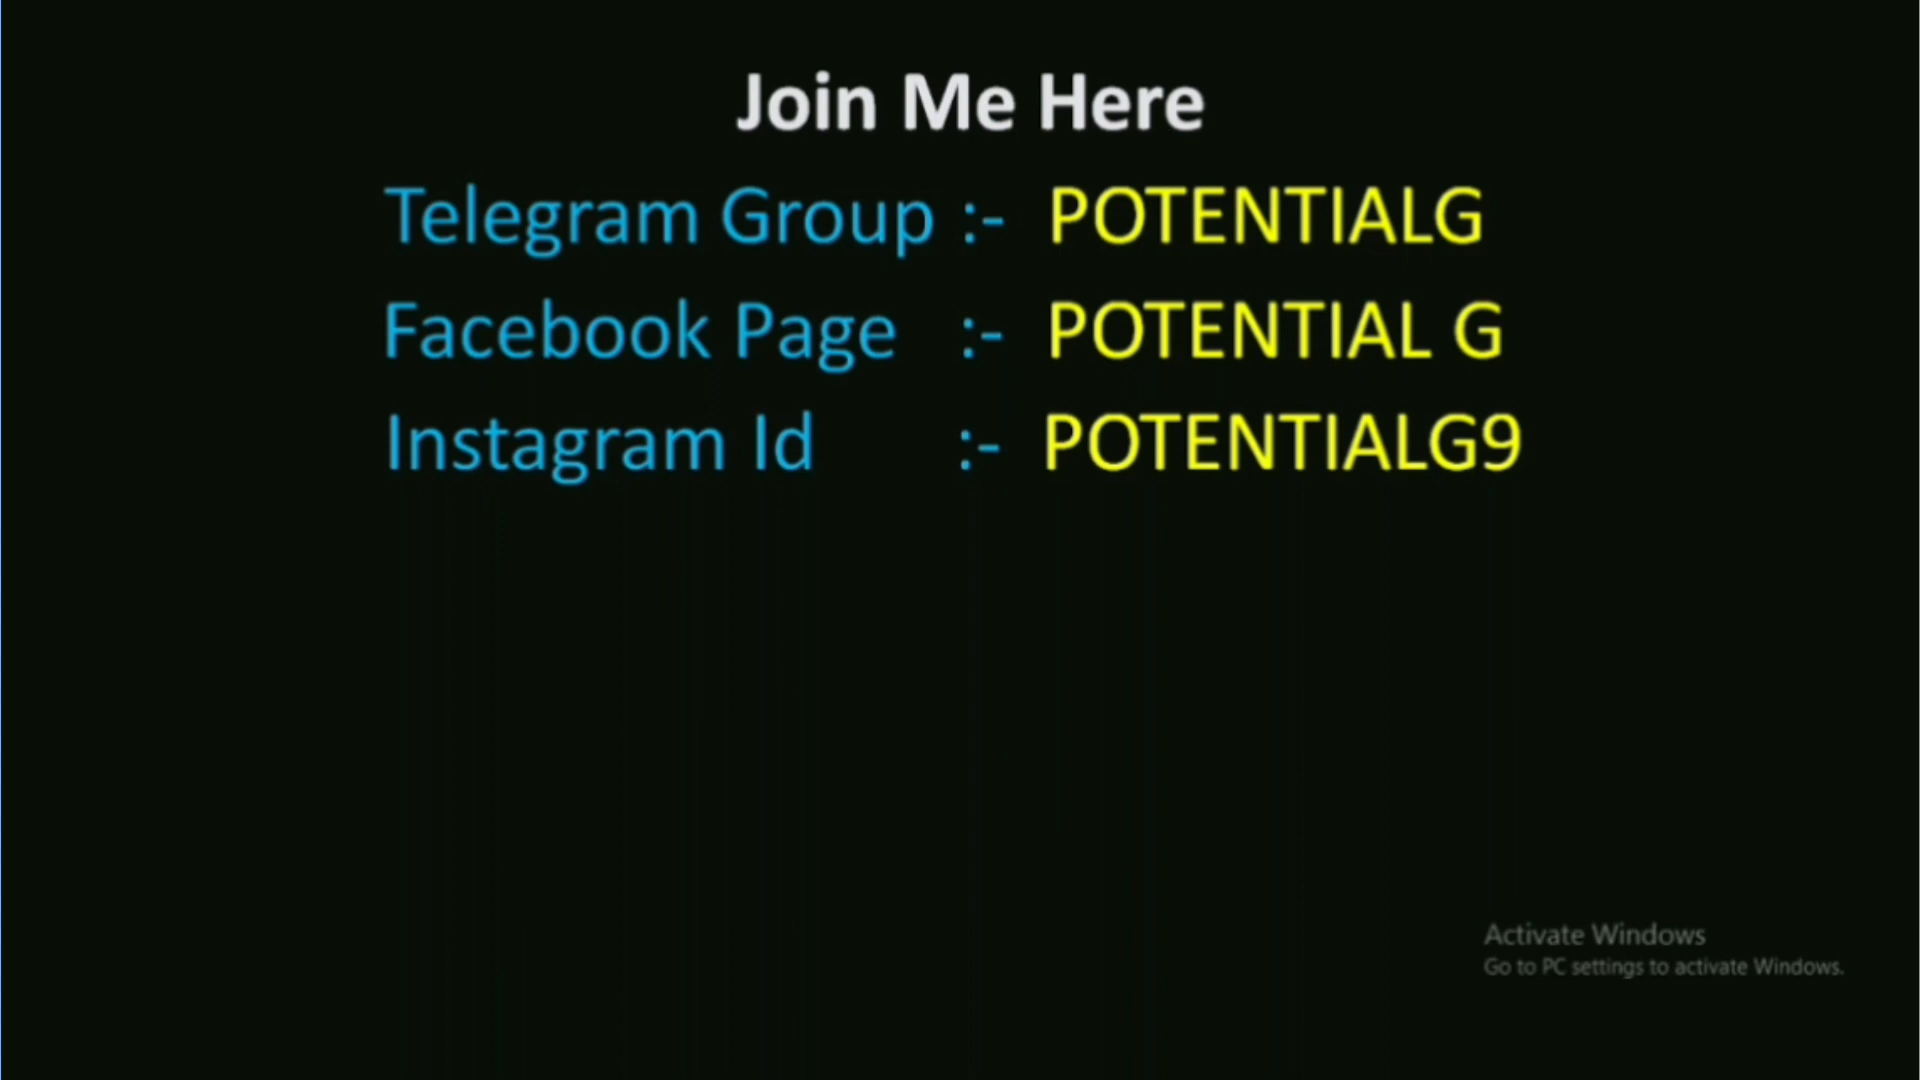 Join Me Here
Telegram Group :- POTENTIALG
Facebook Page :- POTENTIAL G
Instagram Id :- POTENTIALG9
Activate Windows
Go to PC settings to activate Windows.